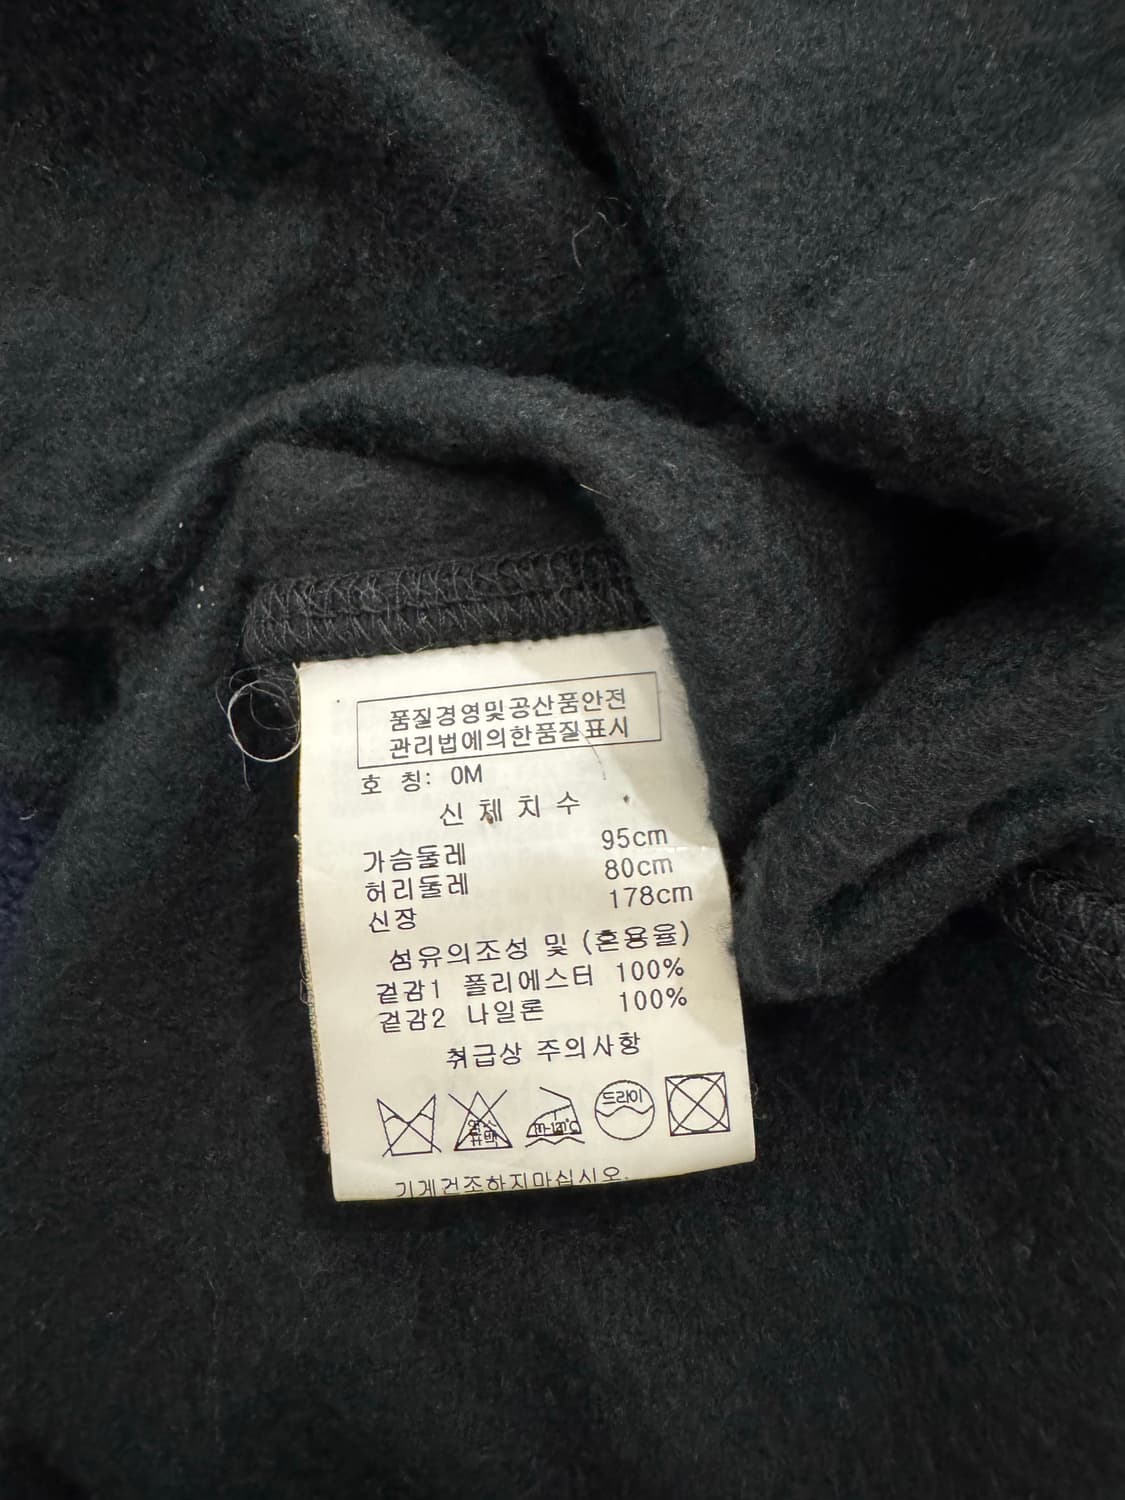 품질경영및공산품안전
관리법에의한품질표시
호 칭: 0M
신 체 치 수
가슴둘레 95cm
허리둘레 80cm
신장 178cm
섬유의조성 및 (혼용율)
겉감1 폴리에스터 100%
겉감2 나일론 100%
취급상 주의사항
드라이
기계건조하지마십시오.